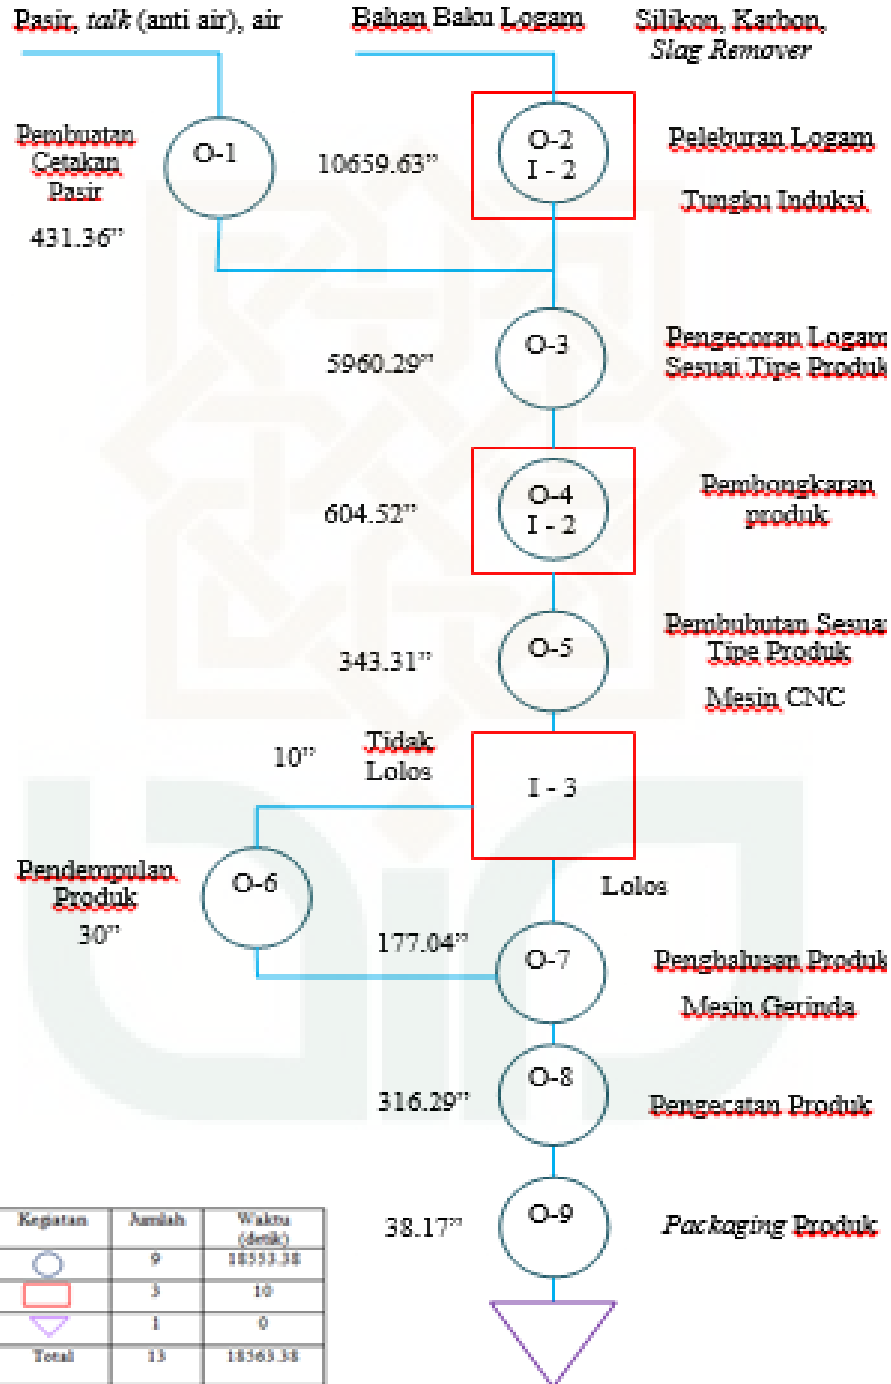 Pasir, talk (anti air), air
Bahan Baku Logam
Silikon, Karbon,
Slag Remover
Pembuatan
Cetakan
Pasir
431.36”
O-1
10659.63”
O-2
I - 2
Peleburan Logam
Tungku Induksi
5960.29”
O-3
Pengecoran Logam
Sesuai Tipe Produk
604.52”
O-4
I - 2
Pembongkaran
produk
343.31”
O-5
Pembubutan Sesuai
Tipe Produk
Mesin CNC
10”
Tidak
Lolos
I - 3
Lolos
Pendempulan
Produk
30”
O-6
177.04”
O-7
Penghalusan Produk
Mesin Gerinda
316.29”
O-8
Pengecatan Produk
38.17”
O-9
Packaging Produk
Kegiatan Jumlah Waktu
(detik)
9 18553.38
3 10
1 0
Total 13 18563.38